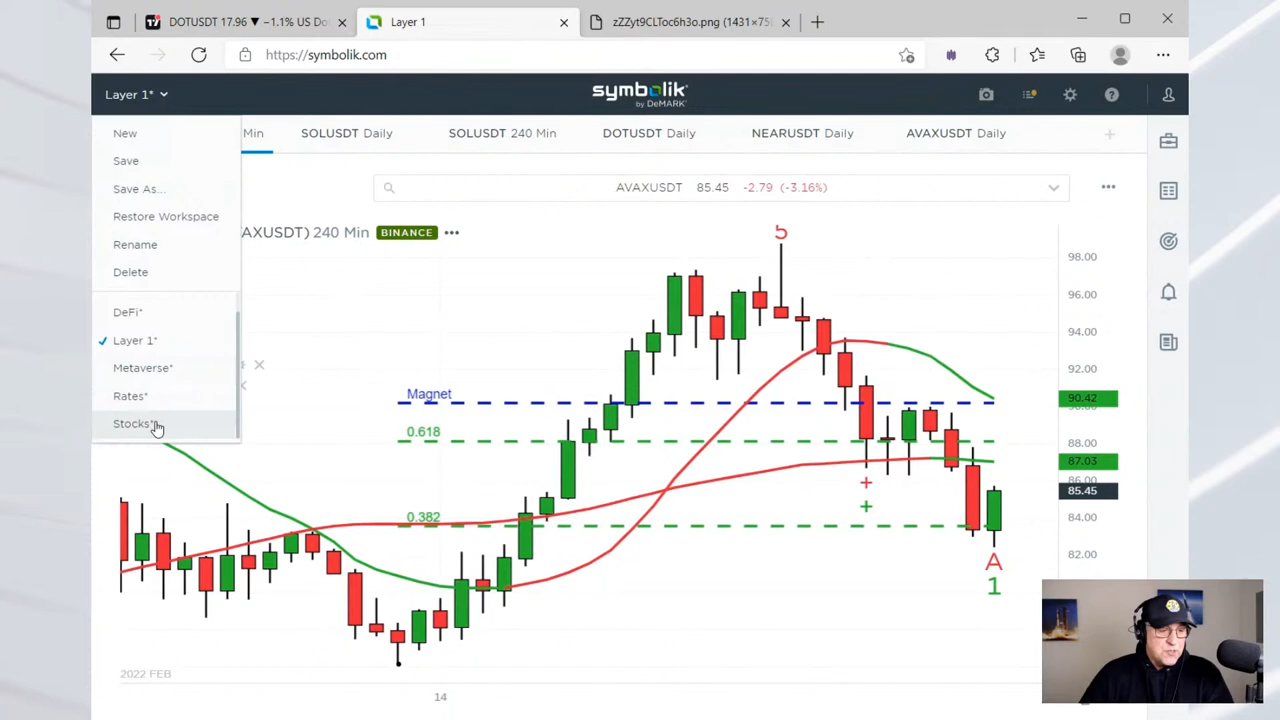 DOTUSDT 17.96 ▼ −1.1% US Do
Layer 1
zZZyt9CLToc6h3o.png (1431×75
https://symbolik.com
Layer 1*
symbolik
by DEMARK
New
Save
Save As...
Restore Workspace
Rename
Delete
DeFi*
Layer 1*
Metaverse*
Rates*
Stocks*
Min
SOLUSDT Daily
SOLUSDT 240 Min
DOTUSDT Daily
NEARUSDT Daily
AVAXUSDT Daily
AVAXUSDT 85.45 -2.79 (-3.16%)
AXUSDT) 240 Min BINANCE
5
98.00
96.00
94.00
92.00
Magnet
90.42
0.618
88.00
87.03
86.00
85.45
0.382
84.00
82.00
A
1
2022 FEB
14